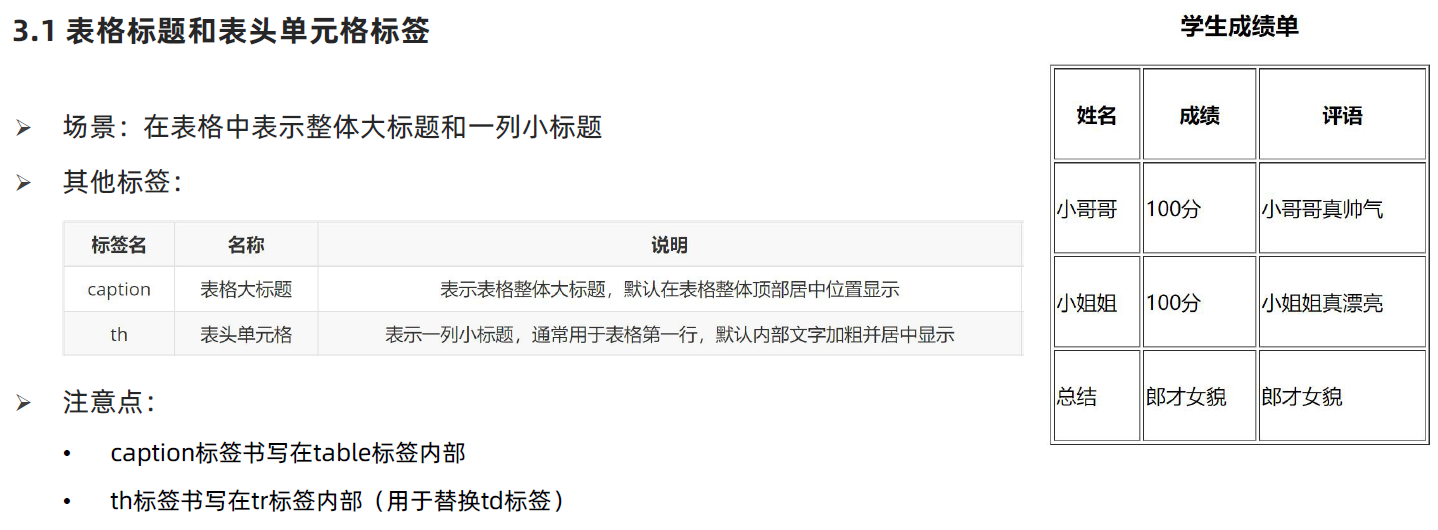 3.1 表格标题和表头单元格标签
场景：在表格中表示整体大标题和一列小标题
其他标签：
标签名 名称 说明
caption 表格大标题 表示表格整体大标题，默认在表格整体顶部居中位置显示
th 表头单元格 表示一列小标题，通常用于表格第一行，默认内部文字加粗并居中显示
注意点：
• caption标签书写在table标签内部
• th标签书写在tr标签内部（用于替换td标签）
学生成绩单
姓名 成绩 评语
小哥哥 100分 小哥哥真帅气
小姐姐 100分 小姐姐真漂亮
总结 郎才女貌 郎才女貌